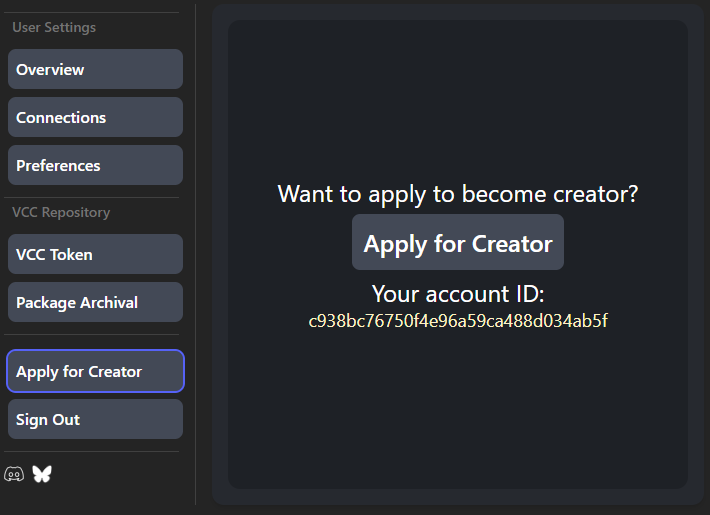 User Settings
Overview
Connections
Preferences
VCC Repository
VCC Token
Package Archival
Apply for Creator
Sign Out
Want to apply to become creator?
Apply for Creator
Your account ID:
c938bc76750f4e96a59ca488d034ab5f